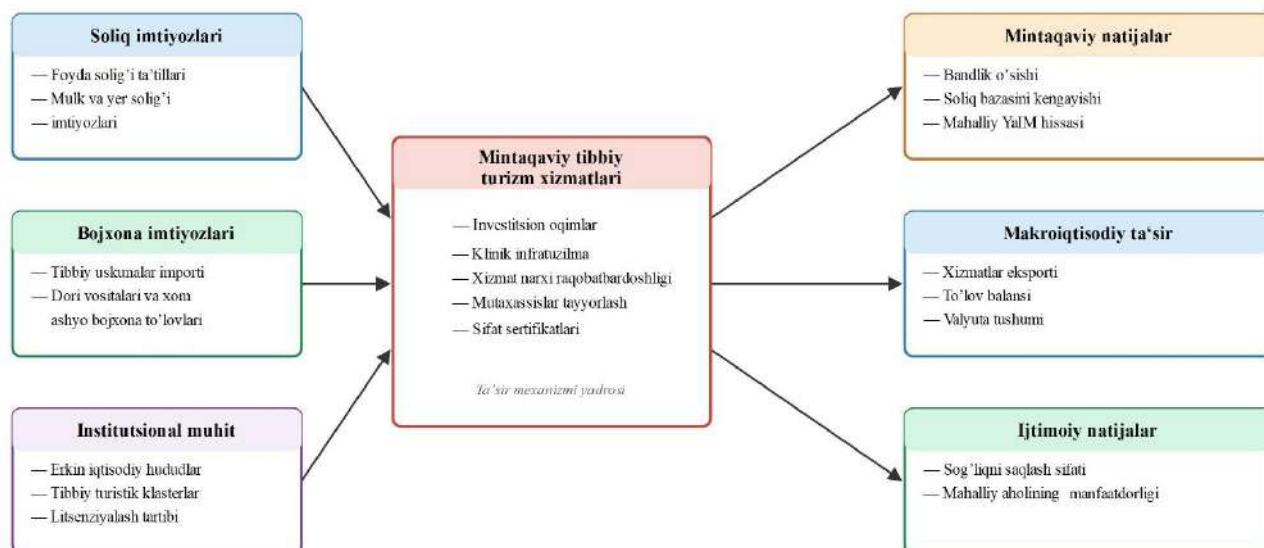 Soliq imtiyozlari
— Foyda solig'i ta'tillari
— Mulk va yer solig'i
— imtiyozlari
Bojxona imtiyozlari
— Tibbiy uskunalar importi
— Dori vositalari va xom
ashyo bojxona to'lovlari
Institutsional muhit
— Erkin iqtisodiy hududlar
— Tibbiy turistik klasterlar
— Litsenziyalash tartibi
Mintaqaviy tibbiy
turizm xizmatlari
— Investitsion oqimlar
— Klinik infratuzilma
— Xizmat narxi raqobatbardoshligi
— Mutaxassislar tayyorlash
— Sifat sertifikatlari
Ta'sir mexanizmi yadrosi
Mintaqaviy natijalar
— Bandlik o'sishi
— Soliq bazasini kengayishi
— Mahalliy YaIM hissasi
Makroiqtisodiy ta‘sir
— Xizmatlar eksporti
— To'lov balansi
— Valyuta tushumi
Ijtimoiy natijalar
— Sog'liqni saqlash sifati
— Mahalliy aholining manfaatdorligi